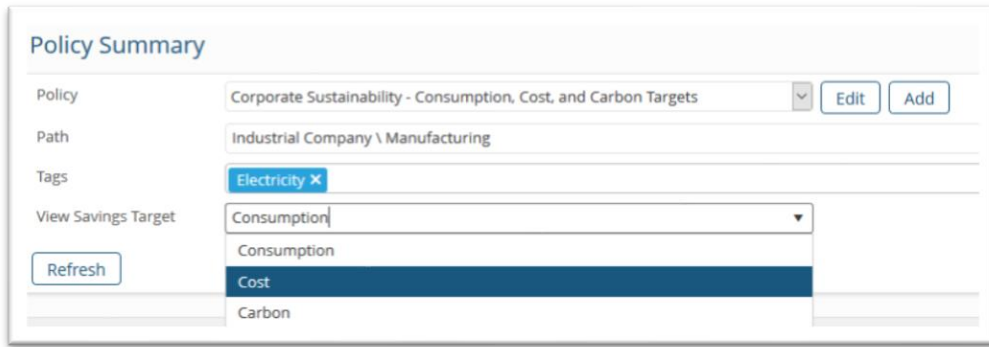 Policy Summary
Policy Corporate Sustainability - Consumption, Cost, and Carbon Targets Edit Add
Path Industrial Company \ Manufacturing
Tags Electricity ×
View Savings Target Consumption
Consumption
Refresh
Cost
Carbon